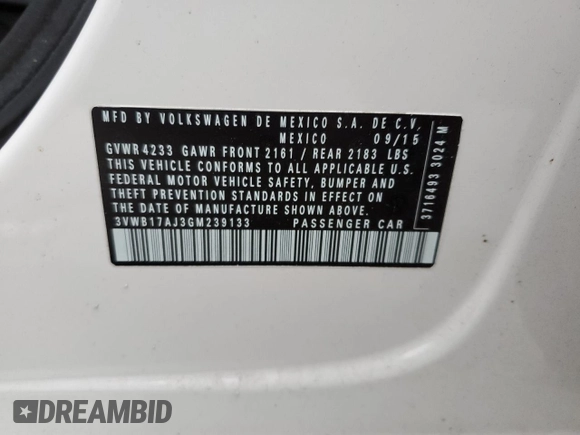 MFD BY VOLKSWAGEN DE MEXICO S.A. DE C.V.
MEXICO 09/15
GVWR 4233 GAWR FRONT 2161 / REAR 2183 LBS
THIS VEHICLE CONFORMS TO ALL APPLICABLE U.S.
FEDERAL MOTOR VEHICLE SAFETY, BUMPER AND
THEFT PREVENTION STANDARDS IN EFFECT ON
THE DATE OF MANUFACTURE SHOWN ABOVE.
3VWB17AJ3GM239133 PASSENGER CAR
3716493 3024 M
DREAMBID